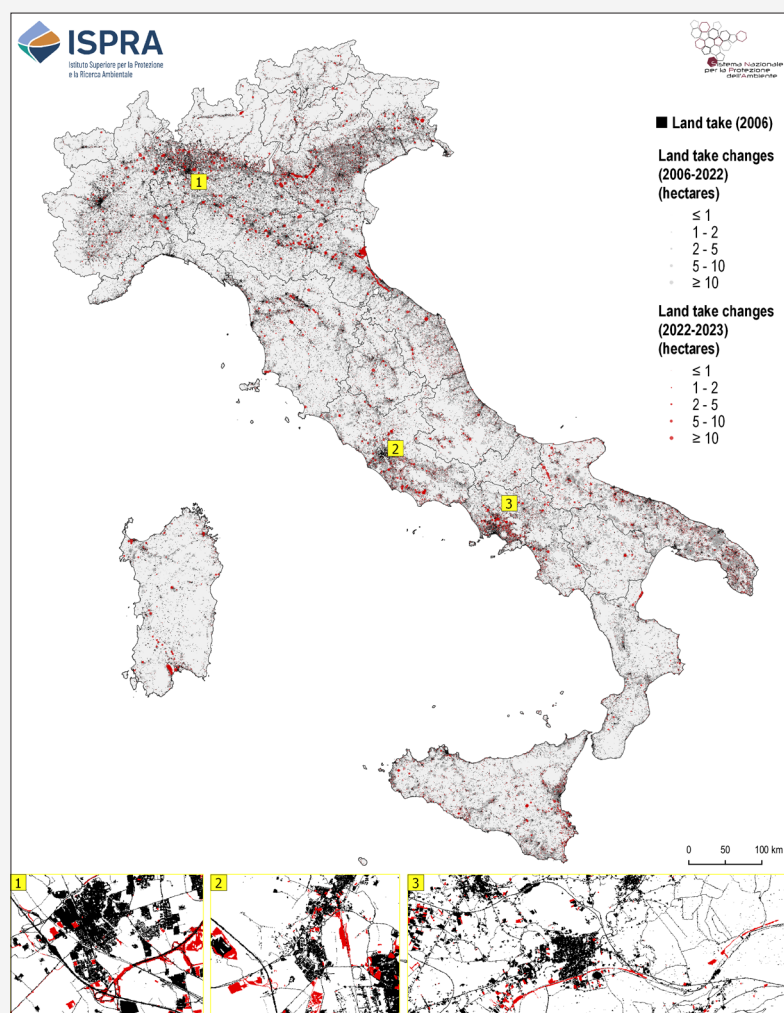 ISPRA
Istituto Superiore per la Protezione
e la Ricerca Ambientale
Sistema Nazionale
per la Protezione
dell'Ambiente
Land take (2006)
Land take changes
(2006-2022)
(hectares)
≤ 1
1 - 2
2 - 5
5 - 10
≥ 10
Land take changes
(2022-2023)
(hectares)
≤ 1
1 - 2
2 - 5
5 - 10
≥ 10
1
2
3
0 50 100 km
1
2
3